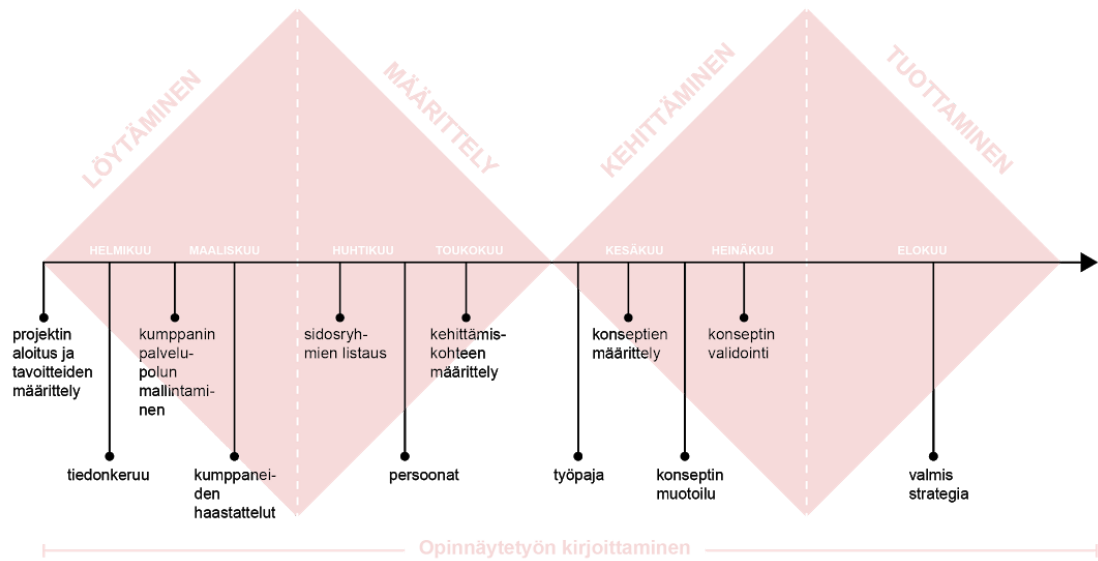 LÖYTÄMINEN
MÄÄRITTELY
KEHITTÄMINEN
TUOTTAMINEN
HELMIKUU
MAALISKUU
HUHTIKUU
TOUKOKUU
KESÄKUU
HEINÄKUU
ELOKUU
projektin
aloitus ja
tavoitteiden
määrittely
kumppanin
palvelu-
polun
mallintami-
nen
sidosryh-
mien listaus
kehittämis-
kohteen
määrittely
konseptien
määrittely
konseptin
validointi
tiedonkeruu
kumppanei-
den
haastattelut
persoonat
työpaja
konseptin
muotoilu
valmis
strategia
Opinnäytetyön kirjoittaminen